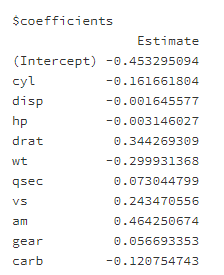 $coefficients
Estimate
(Intercept) -0.453295094
cyl -0.161661804
disp -0.001645577
hp -0.003146027
drat 0.344269309
wt -0.299931368
qsec 0.073044799
vs 0.243470556
am 0.464250674
gear 0.056693353
carb -0.120754743